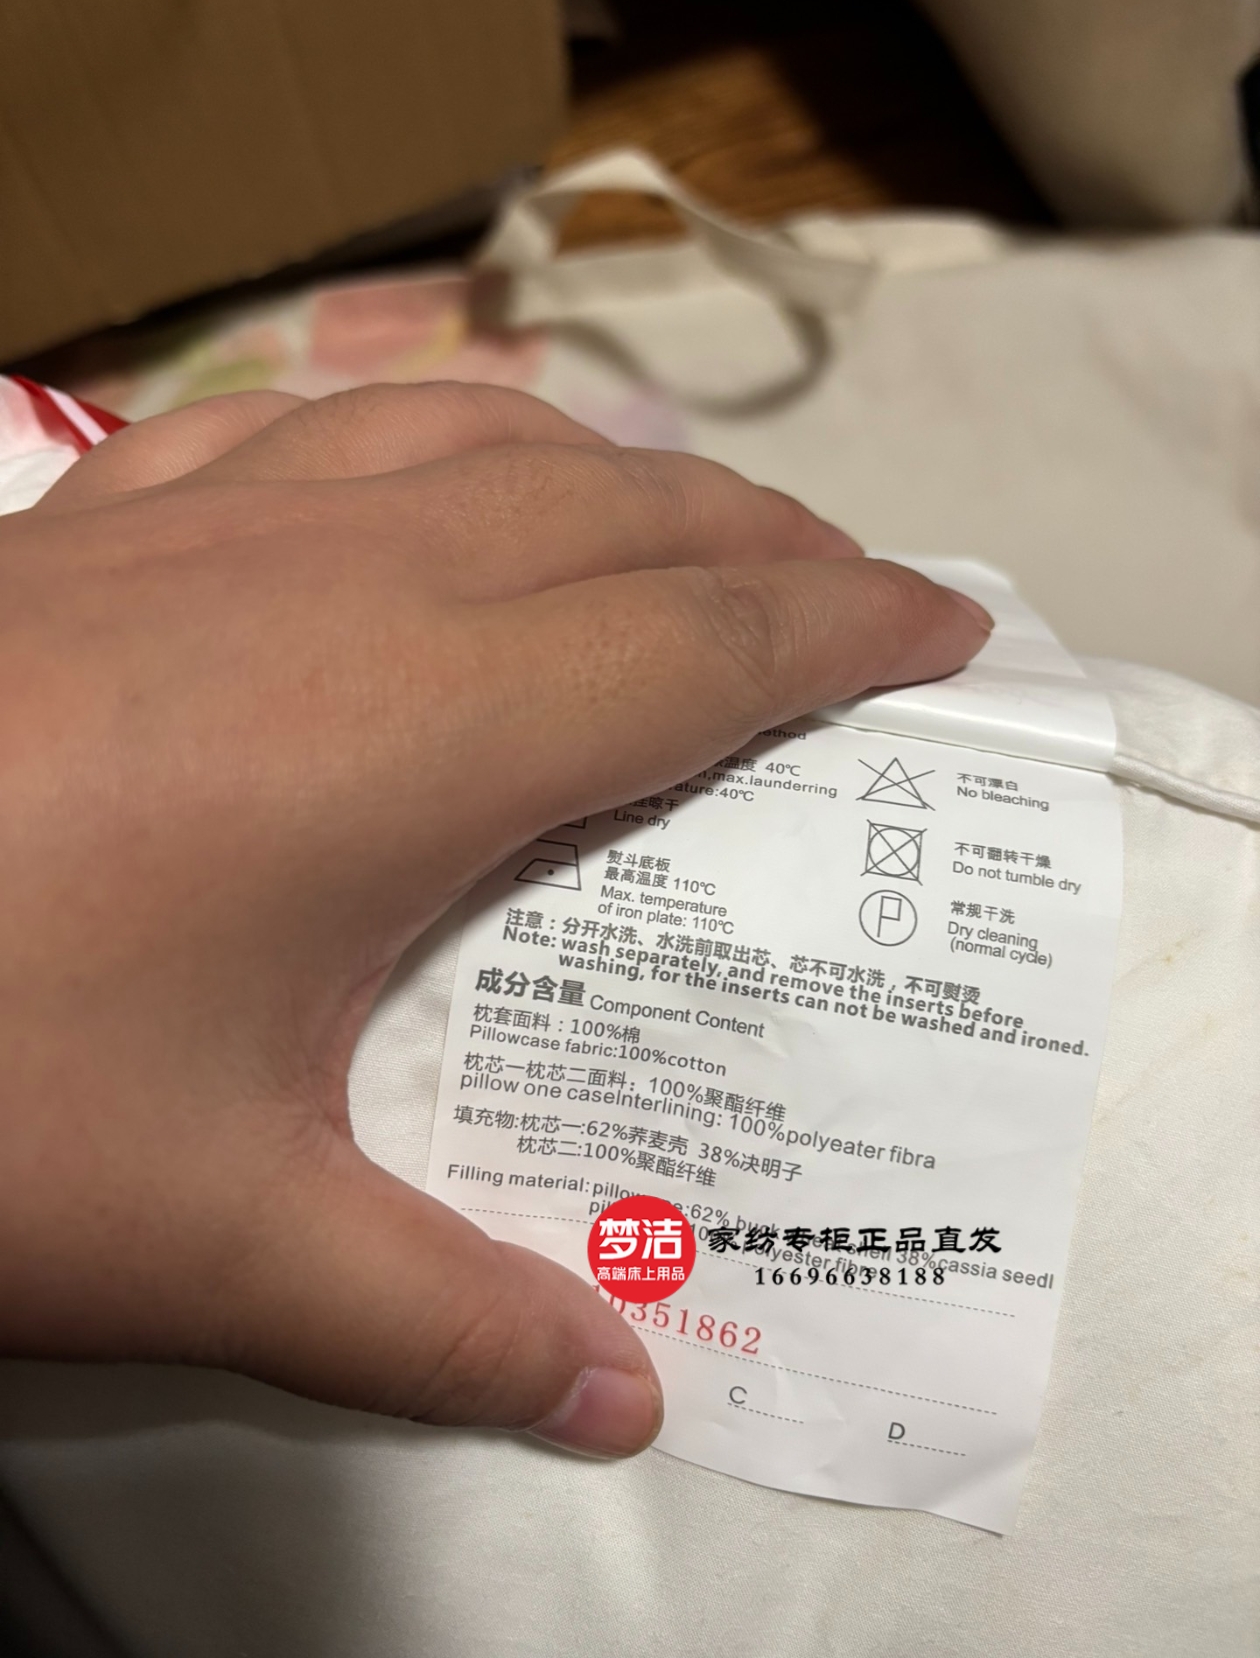 温度 40℃
max.launderring
ature:40℃
晾干
Line dry
熨斗底板
最高温度 110℃
Max. temperature
of iron plate: 110℃
不可漂白
No bleaching
不可翻转干燥
Do not tumble dry
常规干洗
Dry cleaning
(normal cycle)
P
注意：分开水洗、水洗前取出芯、芯不可水洗，不可熨烫
Note: wash separately, and remove the inserts before
washing, for the inserts can not be washed and ironed.
成分含量 Component Content
枕套面料：100%棉
Pillowcase fabric:100%cotton
枕芯一枕芯二面料：100%聚酯纤维
pillow one caseInterlining: 100%polyeater fibra
填充物:枕芯一:62%荞麦壳 38%决明子
枕芯二:100%聚酯纤维
Filling material: :62% shell 38%cassia seedl
polyester fibre
梦洁
高端床上用品
家纺专柜正品直发
16696638188
0351862
C
D